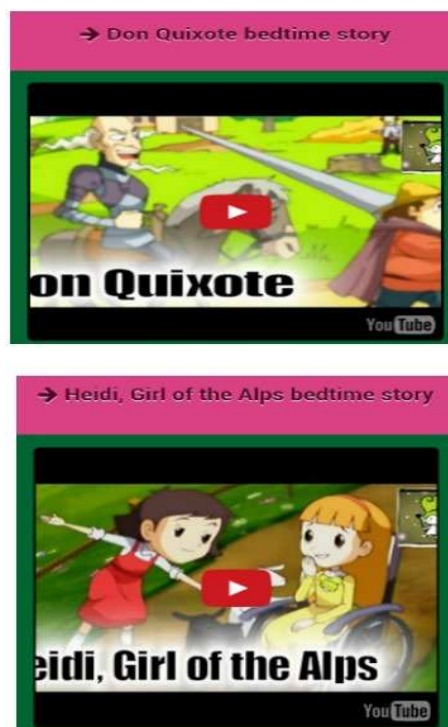 → Don Quixote bedtime story
on Quixote
YouTube
→ Heidi, Girl of the Alps bedtime story
eidi, Girl of the Alps
YouTube